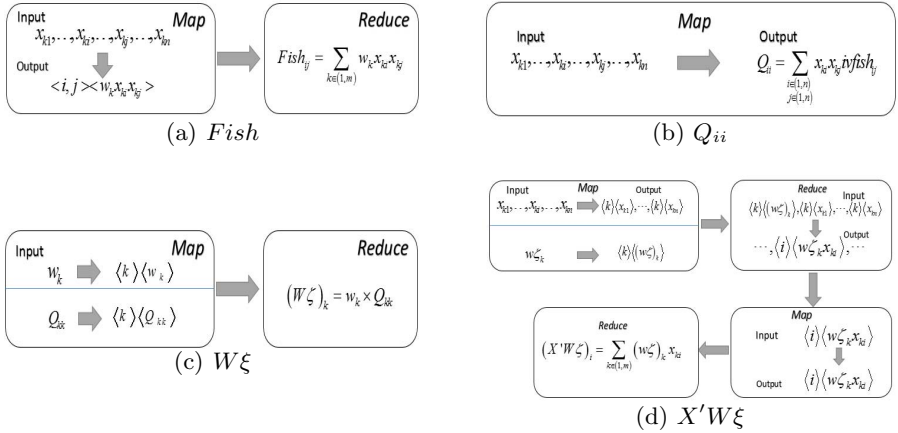 Input Map
x_{k1},...,x_{ki},...,x_{kj},...,x_{kn}
Output
<i, j><w_k x_{ki} x_{kj}>
Reduce
Fish_{ij} = ∑_{k∈(1,m)} w_k x_{ki} x_{kj}
(a) Fish
Map
Input
x_{k1},...,x_{ki},...,x_{kj},...,x_{kn}
Output
Q_{ii} = ∑_{i∈(1,n) j∈(1,n)} x_{ki} x_{kj} ivfish_{ij}
(b) Q_{ii}
Input Map
w_k ⟨k⟩⟨w_k⟩
Q_{kk} ⟨k⟩⟨Q_{kk}⟩
Reduce
(Wζ)_k = w_k × Q_{kk}
(c) Wξ
Input Map Output
x_{k1},...,x_{ki},...,x_{kn} ⟨k⟩⟨x_{k1}⟩,...,⟨k⟩⟨x_{kn}⟩
wζ_k ⟨k⟩⟨(wζ)_k⟩
Reduce
Input
⟨k⟩⟨(wζ)_k⟩,⟨k⟩⟨x_{k1}⟩,...,⟨k⟩⟨x_{kn}⟩
Output
...,⟨i⟩⟨wζ_k x_{ki}⟩,...
Map
Input ⟨i⟩⟨wζ_k x_{ki}⟩
Output ⟨i⟩⟨wζ_k x_{ki}⟩
Reduce
(X'Wζ)_i = ∑_{k∈(1,m)} (wζ)_k x_{ki}
(d) X′Wξ